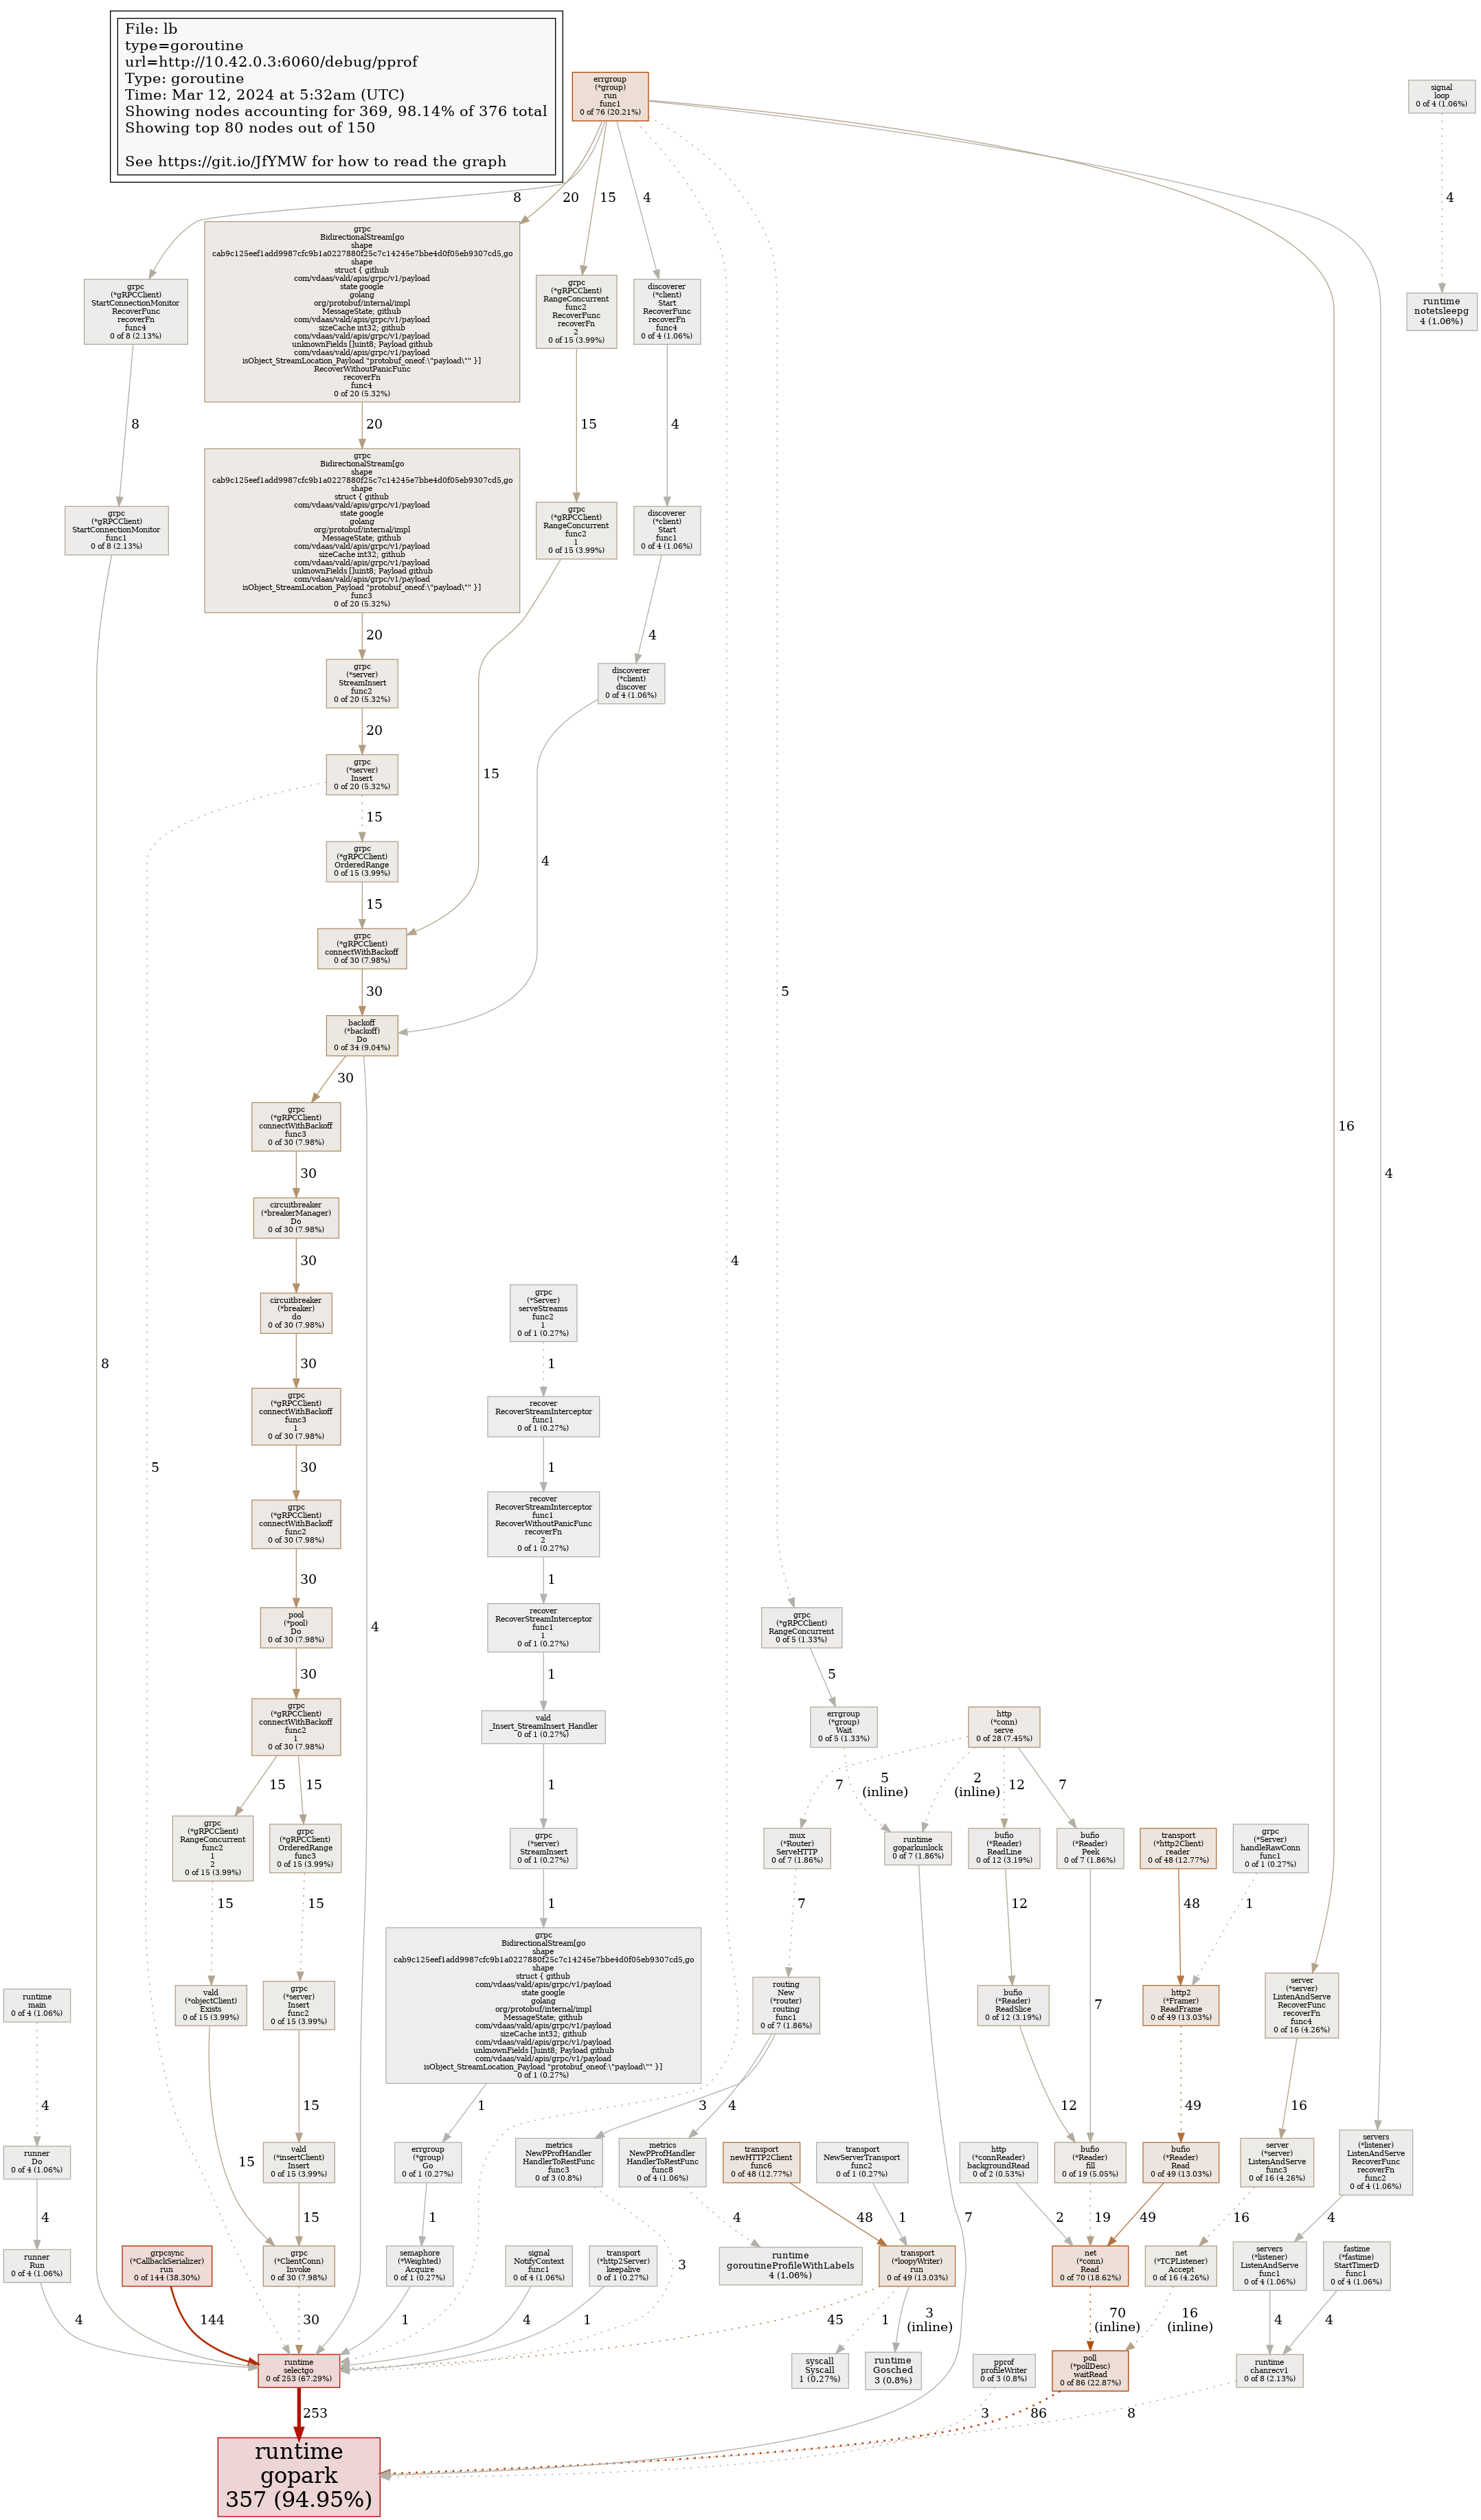 File: lb
type=goroutine
url=http://10.42.0.3:6060/debug/pprof
Type: goroutine
Time: Mar 12, 2024 at 5:32am (UTC)
Showing nodes accounting for 369, 98.14% of 376 total
Showing top 80 nodes out of 150
See https://git.io/JfYMW for how to read the graph
errgroup
(*group)
run
func1
0 of 76 (20.21%)
signal
loop
0 of 4 (1.06%)
8
20
15
4
4
grpc
(*gRPCClient)
StartConnectionMonitor
RecoverFunc
recoverFn
func4
0 of 8 (2.13%)
grpc
BidirectionalStream[go
shape
cab9c125eef1add9987cfc9b1a0227880f25c7c14245e7bbe4d0f05eb9307cd5,go
shape
struct { github
com/vdaas/vald/apis/grpc/v1/payload
state google
golang
org/protobuf/internal/impl
MessageState; github
com/vdaas/vald/apis/grpc/v1/payload
sizeCache int32; github
com/vdaas/vald/apis/grpc/v1/payload
unknownFields []uint8; Payload github
com/vdaas/vald/apis/grpc/v1/payload
isObject_StreamLocation_Payload "protobuf_oneof:\"payload\"" }]
RecoverWithoutPanicFunc
recoverFn
func4
0 of 20 (5.32%)
grpc
(*gRPCClient)
RangeConcurrent
func2
RecoverFunc
recoverFn
2
0 of 15 (3.99%)
discoverer
(*client)
Start
RecoverFunc
recoverFn
func4
0 of 4 (1.06%)
runtime
notetsleepg
4 (1.06%)
8
20
15
4
grpc
(*gRPCClient)
StartConnectionMonitor
func1
0 of 8 (2.13%)
grpc
BidirectionalStream[go
shape
cab9c125eef1add9987cfc9b1a0227880f25c7c14245e7bbe4d0f05eb9307cd5,go
shape
struct { github
com/vdaas/vald/apis/grpc/v1/payload
state google
golang
org/protobuf/internal/impl
MessageState; github
com/vdaas/vald/apis/grpc/v1/payload
sizeCache int32; github
com/vdaas/vald/apis/grpc/v1/payload
unknownFields []uint8; Payload github
com/vdaas/vald/apis/grpc/v1/payload
isObject_StreamLocation_Payload "protobuf_oneof:\"payload\"" }]
func3
0 of 20 (5.32%)
grpc
(*gRPCClient)
RangeConcurrent
func2
1
0 of 15 (3.99%)
discoverer
(*client)
Start
func1
0 of 4 (1.06%)
20
4
grpc
(*server)
StreamInsert
func2
0 of 20 (5.32%)
discoverer
(*client)
discover
0 of 4 (1.06%)
20
grpc
(*server)
Insert
0 of 20 (5.32%)
15
15
grpc
(*gRPCClient)
OrderedRange
0 of 15 (3.99%)
4
15
grpc
(*gRPCClient)
connectWithBackoff
0 of 30 (7.98%)
30
5
backoff
(*backoff)
Do
0 of 34 (9.04%)
30
grpc
(*gRPCClient)
connectWithBackoff
func3
0 of 30 (7.98%)
16
30
4
circuitbreaker
(*breakerManager)
Do
0 of 30 (7.98%)
30
4
circuitbreaker
(*breaker)
do
0 of 30 (7.98%)
grpc
(*Server)
serveStreams
func2
1
0 of 1 (0.27%)
8
30
1
grpc
(*gRPCClient)
connectWithBackoff
func3
1
0 of 30 (7.98%)
recover
RecoverStreamInterceptor
func1
0 of 1 (0.27%)
5
30
1
grpc
(*gRPCClient)
connectWithBackoff
func2
0 of 30 (7.98%)
recover
RecoverStreamInterceptor
func1
RecoverWithoutPanicFunc
recoverFn
2
0 of 1 (0.27%)
30
1
pool
(*pool)
Do
0 of 30 (7.98%)
4
recover
RecoverStreamInterceptor
func1
1
0 of 1 (0.27%)
grpc
(*gRPCClient)
RangeConcurrent
0 of 5 (1.33%)
30
1
5
grpc
(*gRPCClient)
connectWithBackoff
func2
1
0 of 30 (7.98%)
vald
_Insert_StreamInsert_Handler
0 of 1 (0.27%)
errgroup
(*group)
Wait
0 of 5 (1.33%)
http
(*conn)
serve
0 of 28 (7.45%)
15
15
1
7
5
(inline)
2
(inline)
12
7
grpc
(*gRPCClient)
RangeConcurrent
func2
1
2
0 of 15 (3.99%)
grpc
(*gRPCClient)
OrderedRange
func3
0 of 15 (3.99%)
grpc
(*server)
StreamInsert
0 of 1 (0.27%)
mux
(*Router)
ServeHTTP
0 of 7 (1.86%)
runtime
goparkunlock
0 of 7 (1.86%)
bufio
(*Reader)
ReadLine
0 of 12 (3.19%)
bufio
(*Reader)
Peek
0 of 7 (1.86%)
transport
(*http2Client)
reader
0 of 48 (12.77%)
grpc
(*Server)
handleRawConn
func1
0 of 1 (0.27%)
15
15
1
7
12
48
1
runtime
main
0 of 4 (1.06%)
vald
(*objectClient)
Exists
0 of 15 (3.99%)
grpc
(*server)
Insert
func2
0 of 15 (3.99%)
grpc
BidirectionalStream[go
shape
cab9c125eef1add9987cfc9b1a0227880f25c7c14245e7bbe4d0f05eb9307cd5,go
shape
struct { github
com/vdaas/vald/apis/grpc/v1/payload
state google
golang
org/protobuf/internal/impl
MessageState; github
com/vdaas/vald/apis/grpc/v1/payload
sizeCache int32; github
com/vdaas/vald/apis/grpc/v1/payload
unknownFields []uint8; Payload github
com/vdaas/vald/apis/grpc/v1/payload
isObject_StreamLocation_Payload "protobuf_oneof:\"payload\"" }]
0 of 1 (0.27%)
routing
New
(*router)
routing
func1
0 of 7 (1.86%)
bufio
(*Reader)
ReadSlice
0 of 12 (3.19%)
7
http2
(*Framer)
ReadFrame
0 of 49 (13.03%)
server
(*server)
ListenAndServe
RecoverFunc
recoverFn
func4
0 of 16 (4.26%)
4
15
1
3
4
12
49
16
runner
Do
0 of 4 (1.06%)
15
vald
(*insertClient)
Insert
0 of 15 (3.99%)
errgroup
(*group)
Go
0 of 1 (0.27%)
metrics
NewPProfHandler
HandlerToRestFunc
func3
0 of 3 (0.8%)
metrics
NewPProfHandler
HandlerToRestFunc
func8
0 of 4 (1.06%)
transport
newHTTP2Client
func6
0 of 48 (12.77%)
transport
NewServerTransport
func2
0 of 1 (0.27%)
http
(*connReader)
backgroundRead
0 of 2 (0.53%)
bufio
(*Reader)
fill
0 of 19 (5.05%)
bufio
(*Reader)
Read
0 of 49 (13.03%)
server
(*server)
ListenAndServe
func3
0 of 16 (4.26%)
servers
(*listener)
ListenAndServe
RecoverFunc
recoverFn
func2
0 of 4 (1.06%)
4
15
1
4
48
1
7
2
19
49
16
4
runner
Run
0 of 4 (1.06%)
grpcsync
(*CallbackSerializer)
run
0 of 144 (38.30%)
grpc
(*ClientConn)
Invoke
0 of 30 (7.98%)
semaphore
(*Weighted)
Acquire
0 of 1 (0.27%)
signal
NotifyContext
func1
0 of 4 (1.06%)
transport
(*http2Server)
keepalive
0 of 1 (0.27%)
3
runtime
goroutineProfileWithLabels
4 (1.06%)
transport
(*loopyWriter)
run
0 of 49 (13.03%)
net
(*conn)
Read
0 of 70 (18.62%)
net
(*TCPListener)
Accept
0 of 16 (4.26%)
servers
(*listener)
ListenAndServe
func1
0 of 4 (1.06%)
fastime
(*fastime)
StartTimerD
func1
0 of 4 (1.06%)
4
144
30
1
4
1
45
1
3
(inline)
70
(inline)
16
(inline)
4
4
runtime
selectgo
0 of 253 (67.29%)
syscall
Syscall
1 (0.27%)
runtime
Gosched
3 (0.8%)
pprof
profileWriter
0 of 3 (0.8%)
poll
(*pollDesc)
waitRead
0 of 86 (22.87%)
runtime
chanrecv1
0 of 8 (2.13%)
253
3
86
8
runtime
gopark
357 (94.95%)